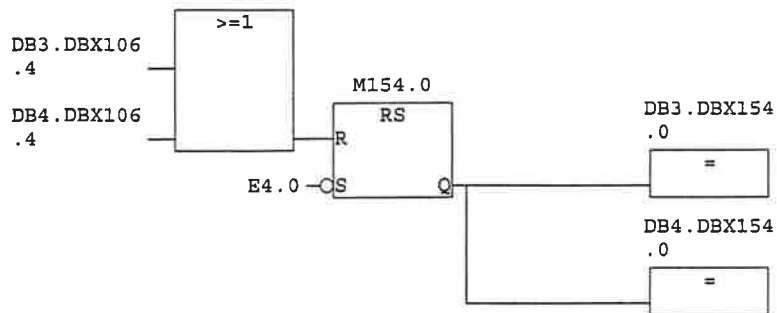 >=1
DB3.DBX106
.4
M154.0
DB4.DBX106
.4
RS
DB3.DBX154
.0
R
=
E4.0
S
Q
DB4.DBX154
.0
=